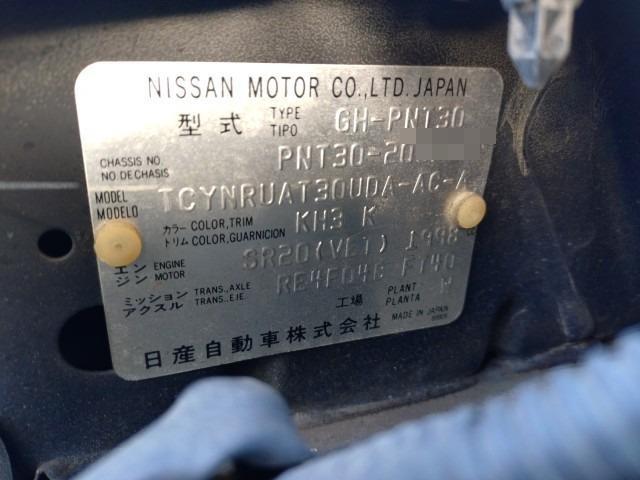 NISSAN MOTOR CO.,LTD. JAPAN
型式 TYPE TIPO GH-PNT30
CHASSIS NO. NO. DE CHASIS PNT30-20
MODEL MODELO TCYNRUAT30UDA-AC-A
カラー トリム COLOR, TRIM COLOR, GUARNICION KH3 K
エンジン ENGINE MOTOR SR20(VET) 1998
ミッション アクスル TRANS., AXLE TRANS., EJE RE4F04G FT40
工場 PLANT PLANTA M
MADE IN JAPAN
日産自動車株式会社